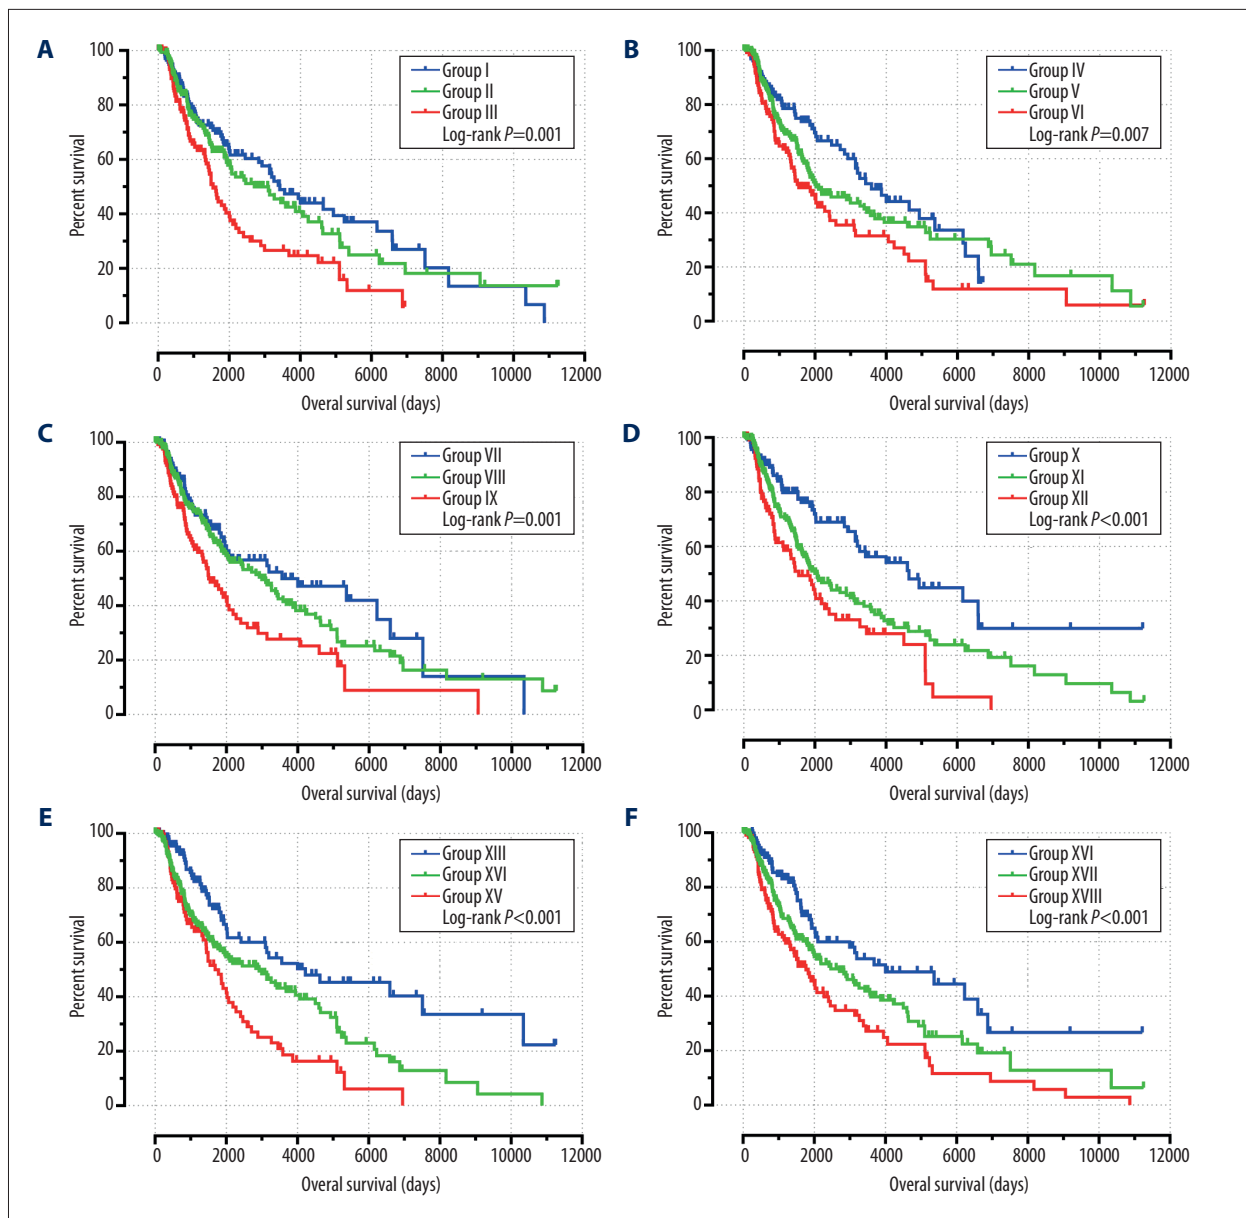 A
100
80
60
40
20
0
Percent survival
Group I
Group II
Group III
Log-rank P=0.001
0 2000 4000 6000 8000 10000 12000
Overal survival (days)
B
100
80
60
40
20
0
Percent survival
Group IV
Group V
Group VI
Log-rank P=0.007
0 2000 4000 6000 8000 10000 12000
Overal survival (days)
C
100
80
60
40
20
0
Percent survival
Group VII
Group VIII
Group IX
Log-rank P=0.001
0 2000 4000 6000 8000 10000 12000
Overal survival (days)
D
100
80
60
40
20
0
Percent survival
Group X
Group XI
Group XII
Log-rank P<0.001
0 2000 4000 6000 8000 10000 12000
Overal survival (days)
E
100
80
60
40
20
0
Percent survival
Group XIII
Group XVI
Group XV
Log-rank P<0.001
0 2000 4000 6000 8000 10000 12000
Overal survival (days)
F
100
80
60
40
20
0
Percent survival
Group XVI
Group XVII
Group XVIII
Log-rank P<0.001
0 2000 4000 6000 8000 10000 12000
Overal survival (days)